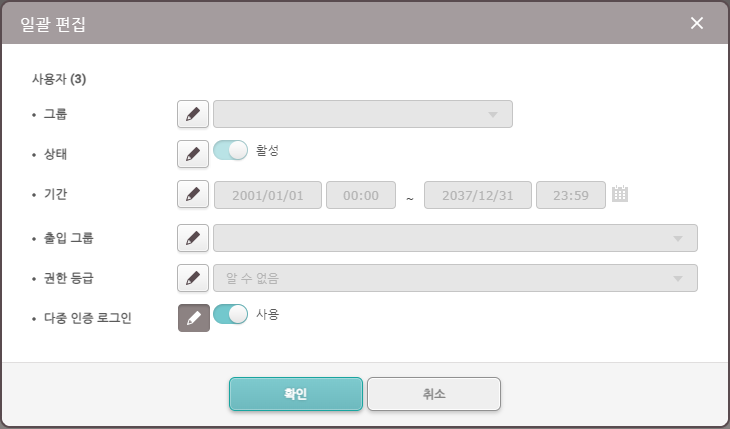 일괄 편집
사용자 (3)
• 그룹
• 상태 활성
• 기간 2001/01/01 00:00 ~ 2037/12/31 23:59
• 출입 그룹
• 권한 등급 알 수 없음
• 다중 인증 로그인 사용
확인 취소